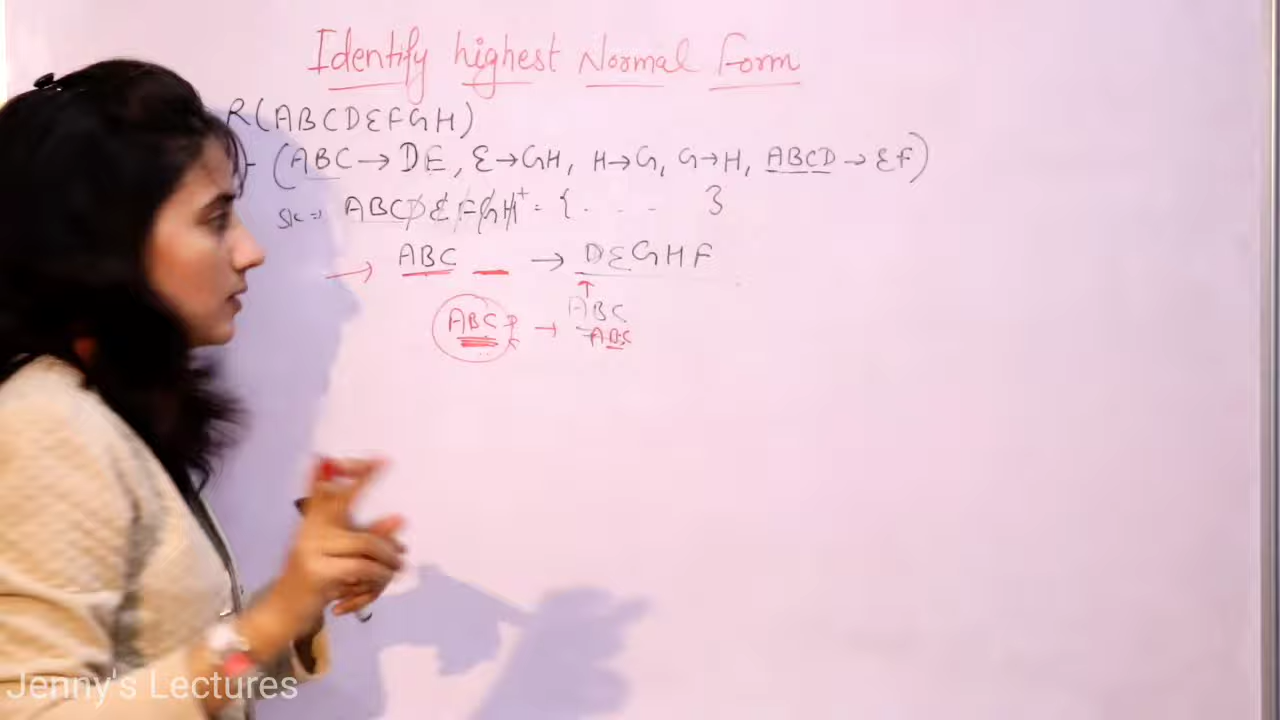 Identify highest Normal Form
R(ABCDEFGH)
(ABC→DE, E→GH, H→G, G→H, ABCD→EF)
SK⇒ ABCDEFGH⁺ = {. . . . }
→ ABC _ → DEGHF
↑
ABC
ABC → ABC
Jenny's Lectures